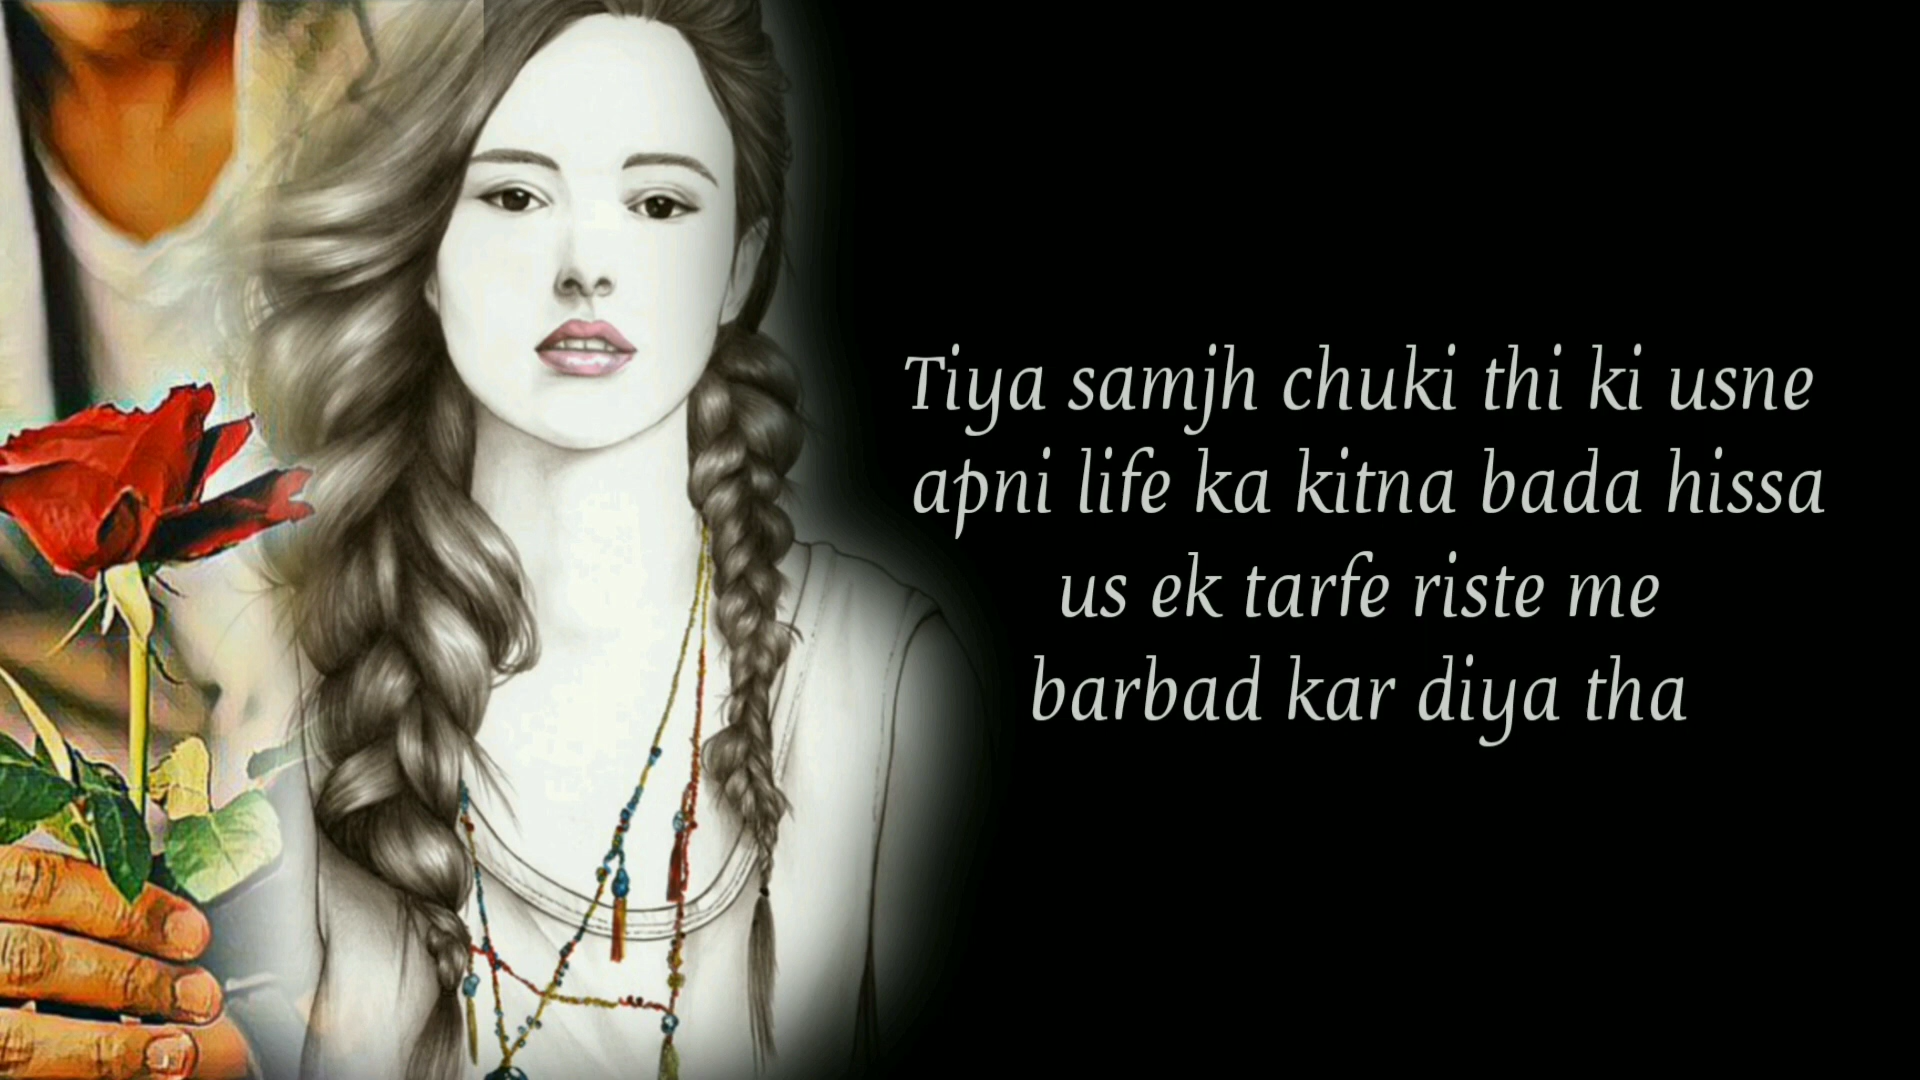 Tiya samjh chuki thi ki usne
apni life ka kitna bada hissa
us ek tarfe riste me
barbad kar diya tha